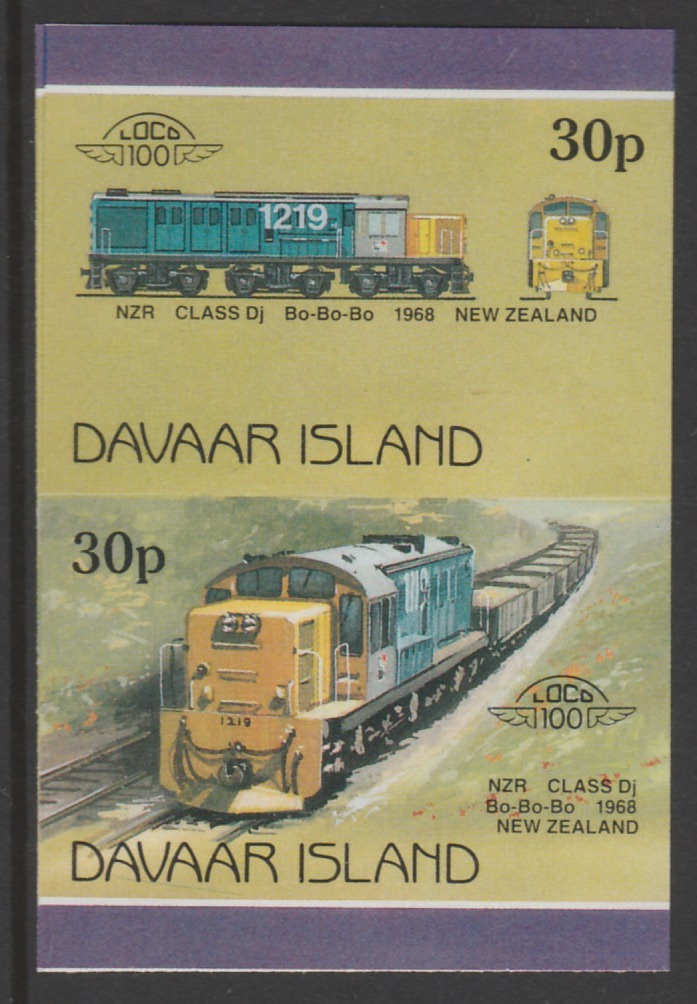 LOCO
100
30p
1219
NZR CLASS Dj Bo-Bo-Bo 1968 NEW ZEALAND
DAVAAR ISLAND
30p
1219
LOCO
100
NZR CLASS Dj
Bo-Bo-Bo 1968
NEW ZEALAND
DAVAAR ISLAND